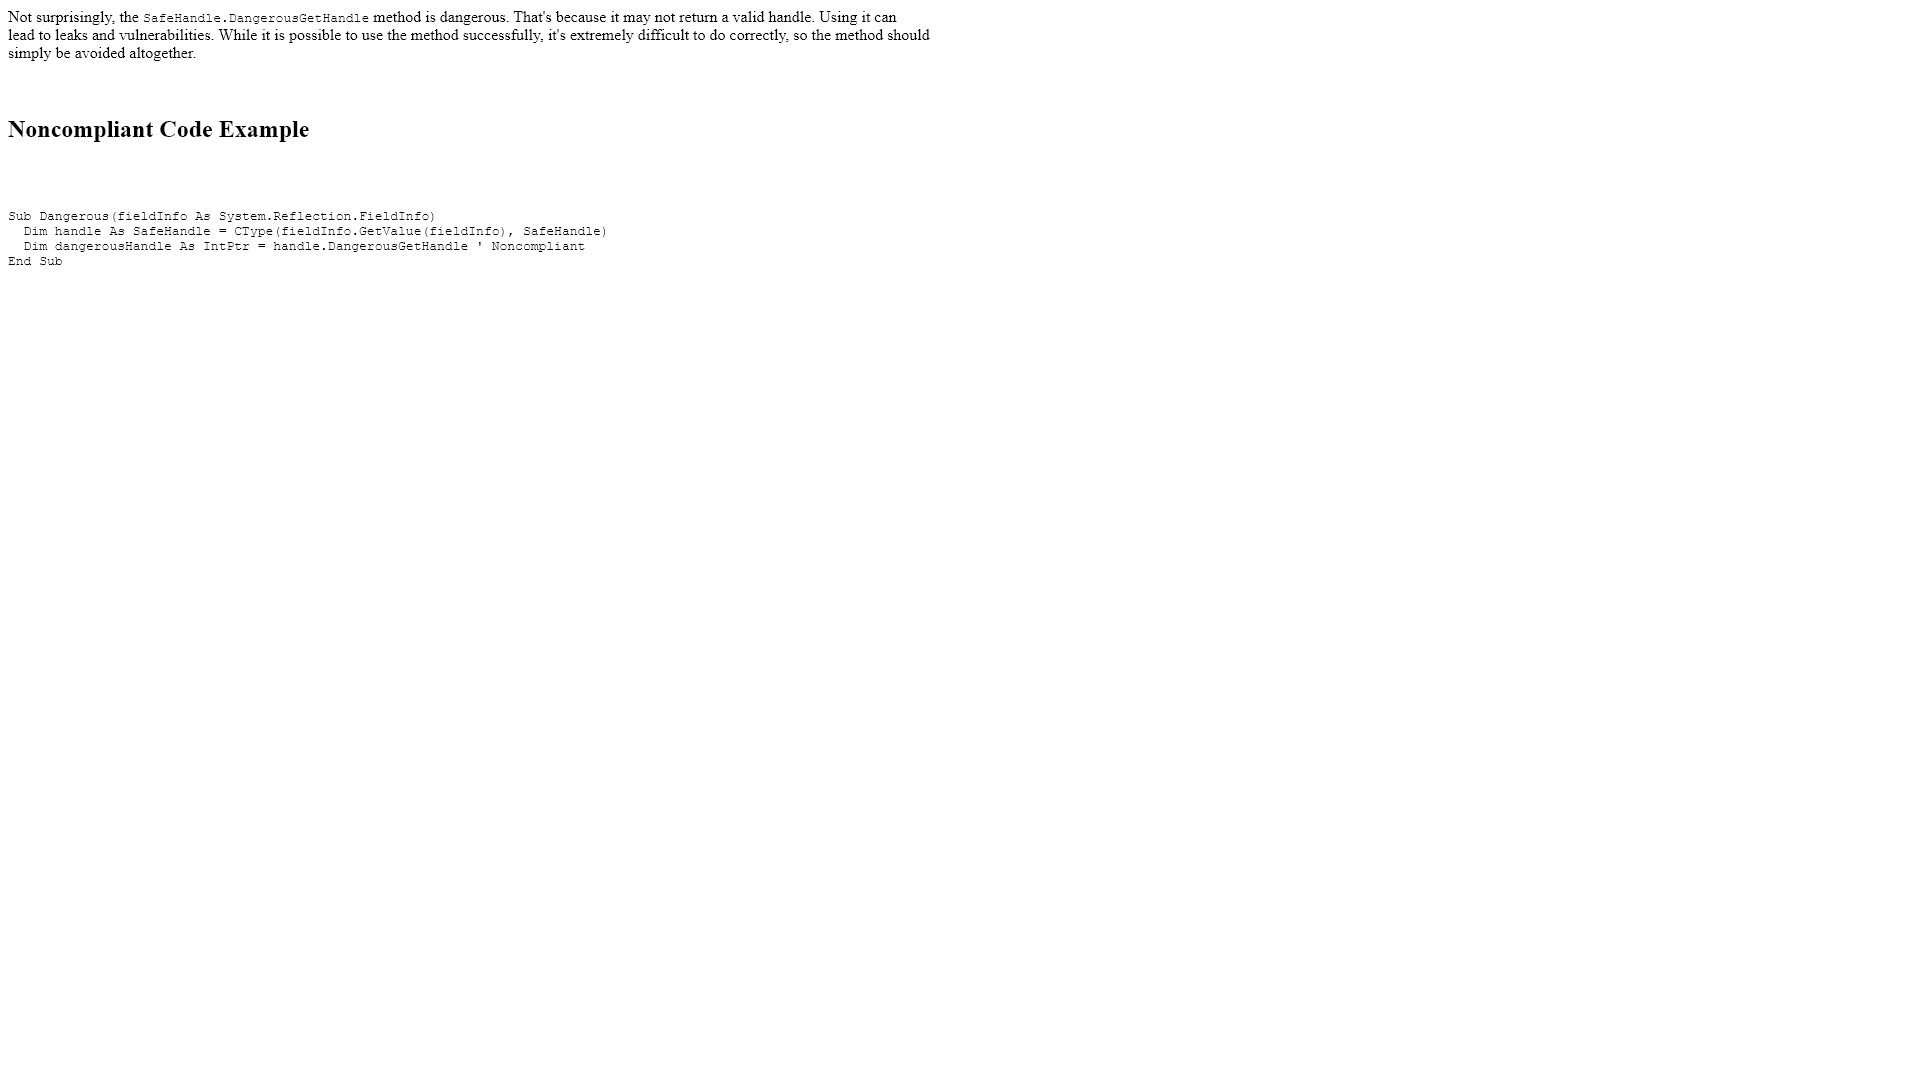 Not surprisingly, the SafeHandle.DangerousGetHandle method is dangerous. That's because it may not return a valid handle. Using it can
lead to leaks and vulnerabilities. While it is possible to use the method successfully, it's extremely difficult to do correctly, so the method should
simply be avoided altogether.
Noncompliant Code Example
Sub Dangerous(fieldInfo As System.Reflection.FieldInfo)
  Dim handle As SafeHandle = CType(fieldInfo.GetValue(fieldInfo), SafeHandle)
  Dim dangerousHandle As IntPtr = handle.DangerousGetHandle ' Noncompliant
End Sub